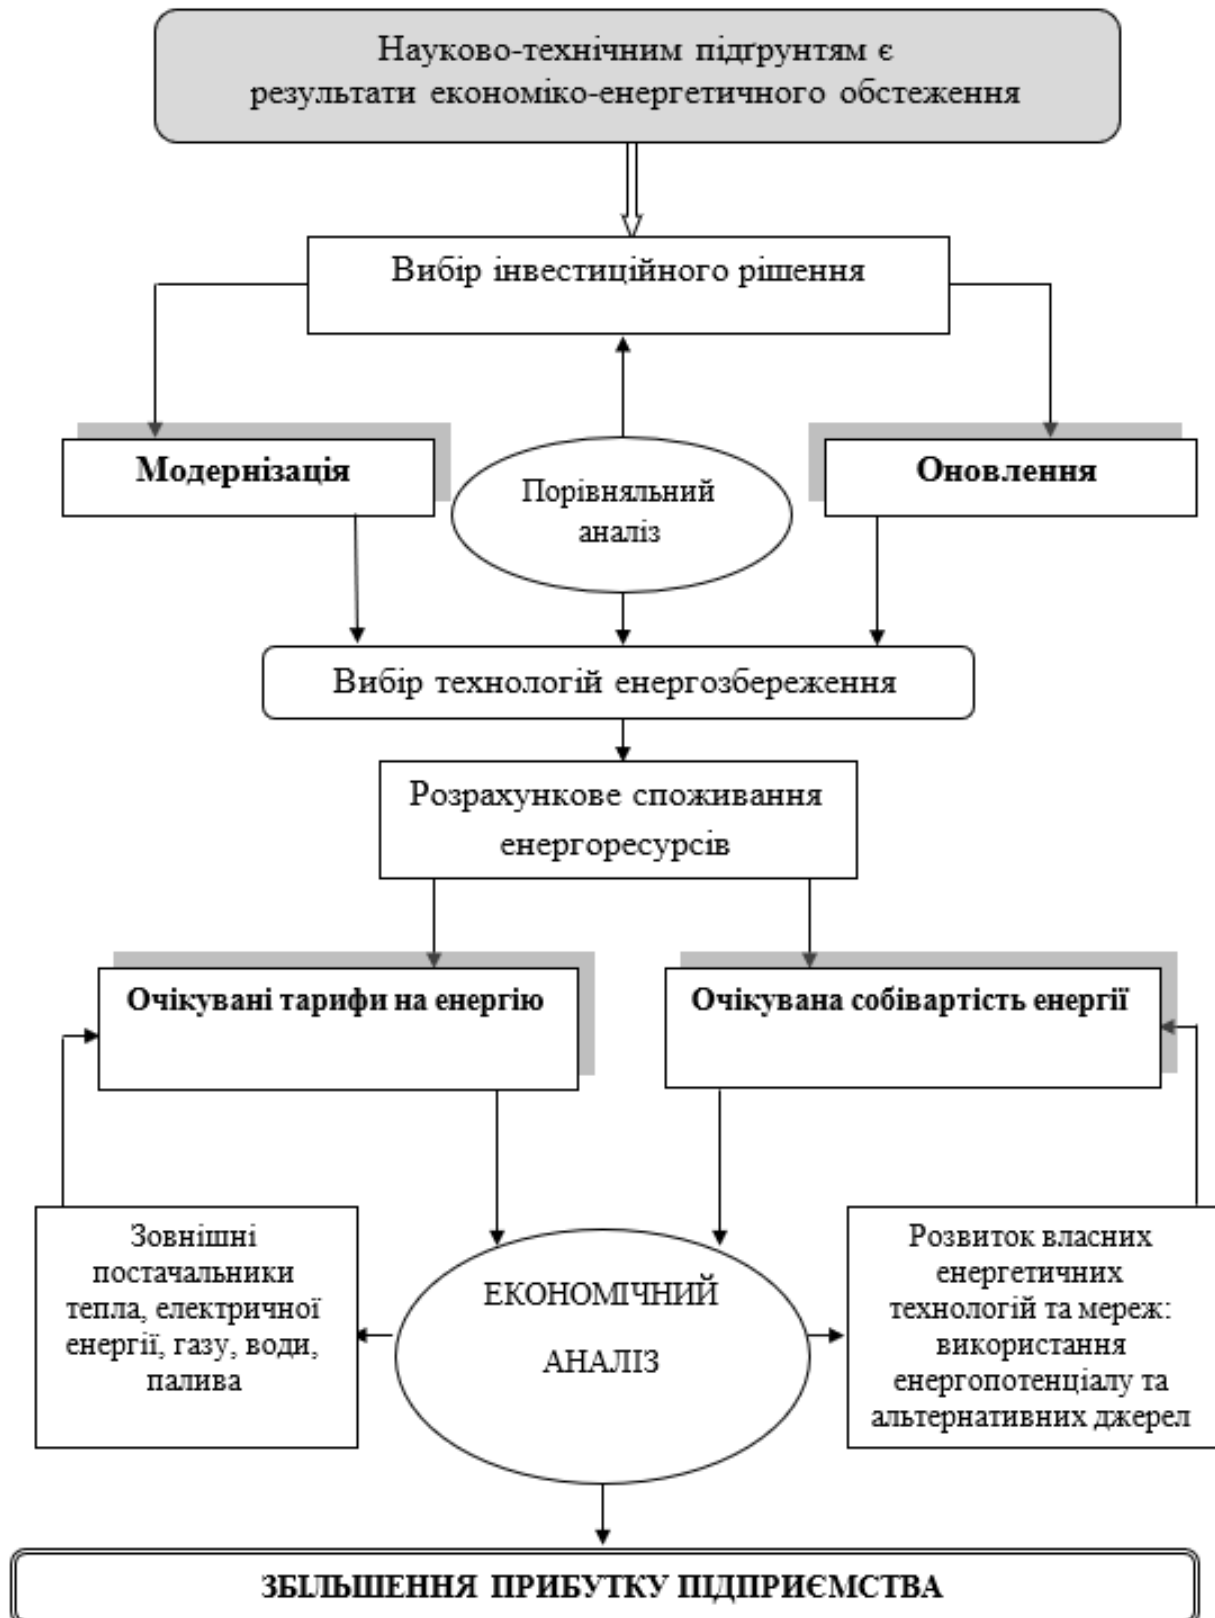 Науково-технічним підґрунтям є
результати економіко-енергетичного обстеження
Вибір інвестиційного рішення
Модернізація
Порівняльний
аналіз
Оновлення
Вибір технологій енергозбереження
Розрахункове споживання
енергоресурсів
Очікувані тарифи на енергію
Очікувана собівартість енергії
Зовнішні
постачальники
тепла, електричної
енергії, газу, води,
палива
ЕКОНОМІЧНИЙ
АНАЛІЗ
Розвиток власних
енергетичних
технологій та мереж:
використання
енергопотенціалу та
альтернативних джерел
ЗБІЛЬШЕННЯ ПРИБУТКУ ПІДПРИЄМСТВА